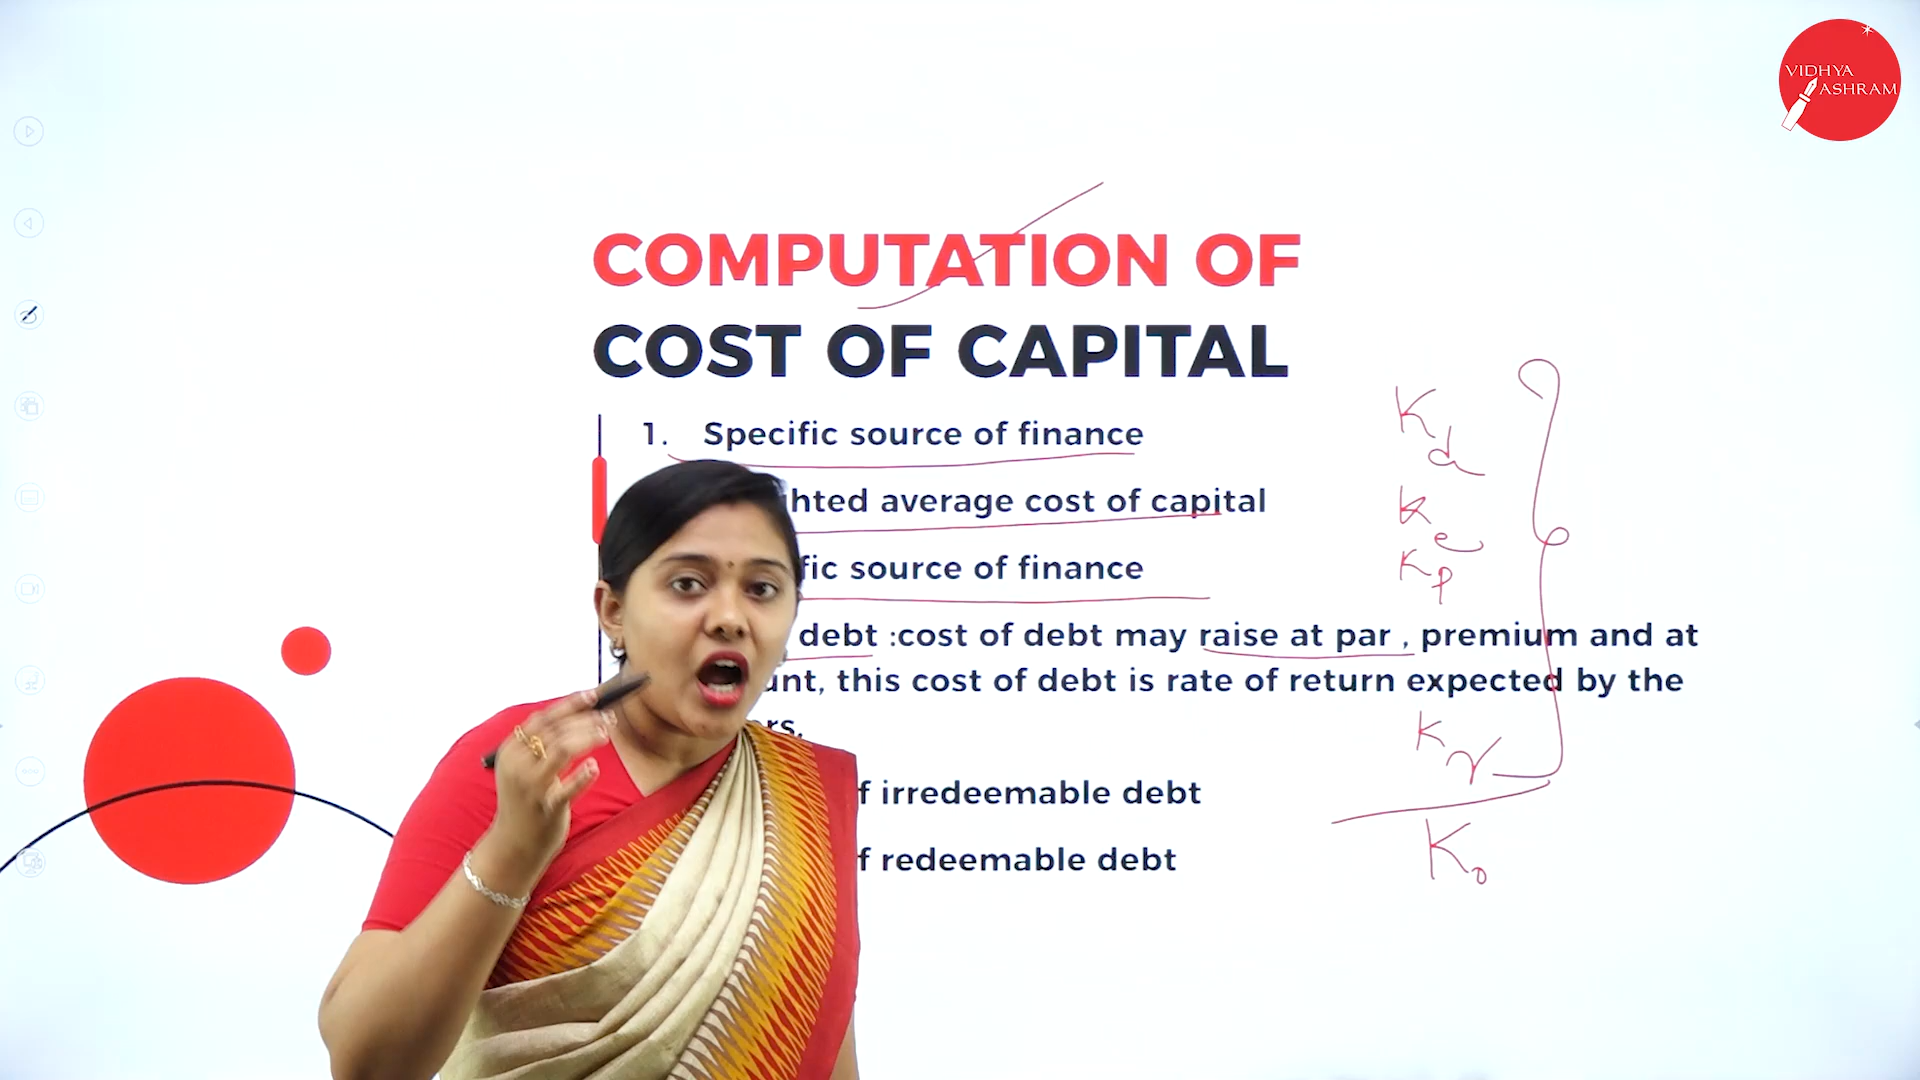 VIDHYA
ASHRAM
COMPUTATION OF
COST OF CAPITAL
1. Specific source of finance
hted average cost of capital
fic source of finance
debt :cost of debt may raise at par , premium and at
unt, this cost of debt is rate of return expected by the
rs.
f irredeemable debt
f redeemable debt
Kd
Ke
Kp
Kr
Ko